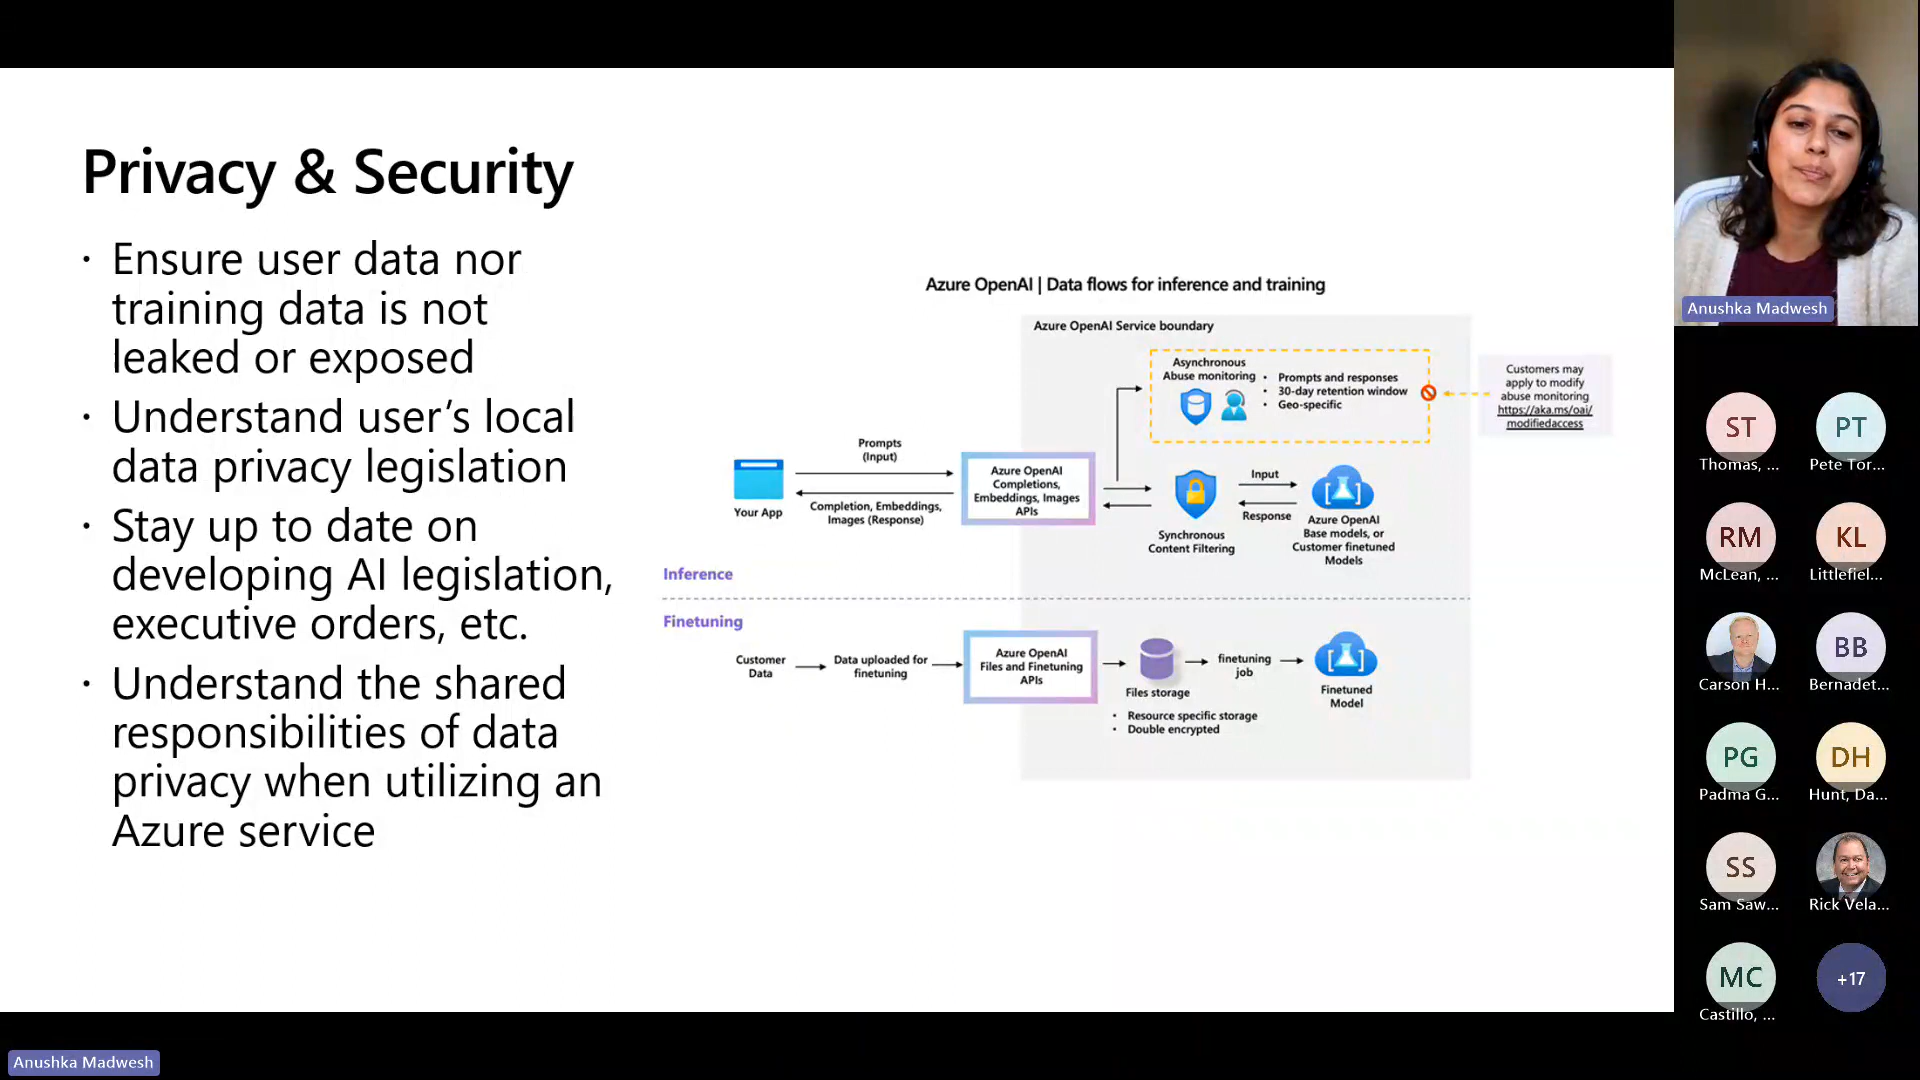 Privacy & Security
· Ensure user data nor
training data is not
leaked or exposed
· Understand user’s local
data privacy legislation
· Stay up to date on
developing AI legislation,
executive orders, etc.
· Understand the shared
responsibilities of data
privacy when utilizing an
Azure service
Azure OpenAI | Data flows for inference and training
Azure OpenAI Service boundary
Asynchronous
Abuse monitoring
• Prompts and responses
• 30-day retention window
• Geo-specific
Customers may
apply to modify
abuse monitoring
https://aka.ms/oai/
modifiedaccess
Prompts
(Input)
Your App
Completion, Embeddings,
Images (Response)
Azure OpenAI
Completions,
Embeddings, Images
APIs
Synchronous
Content Filtering
Input
Response
Azure OpenAI
Base models, or
Customer finetuned
Models
Inference
Finetuning
Customer
Data
Data uploaded for
finetuning
Azure OpenAI
Files and Finetuning
APIs
Files storage
• Resource specific storage
• Double encrypted
finetuning
job
Finetuned
Model
Anushka Madwesh
ST
Thomas, ...
PT
Pete Tor...
RM
McLean, ...
KL
Littlefiel...
Carson H...
BB
Bernadet...
PG
Padma G...
DH
Hunt, Da...
SS
Sam Saw...
Rick Vela...
MC
Castillo, ...
+17
Anushka Madwesh